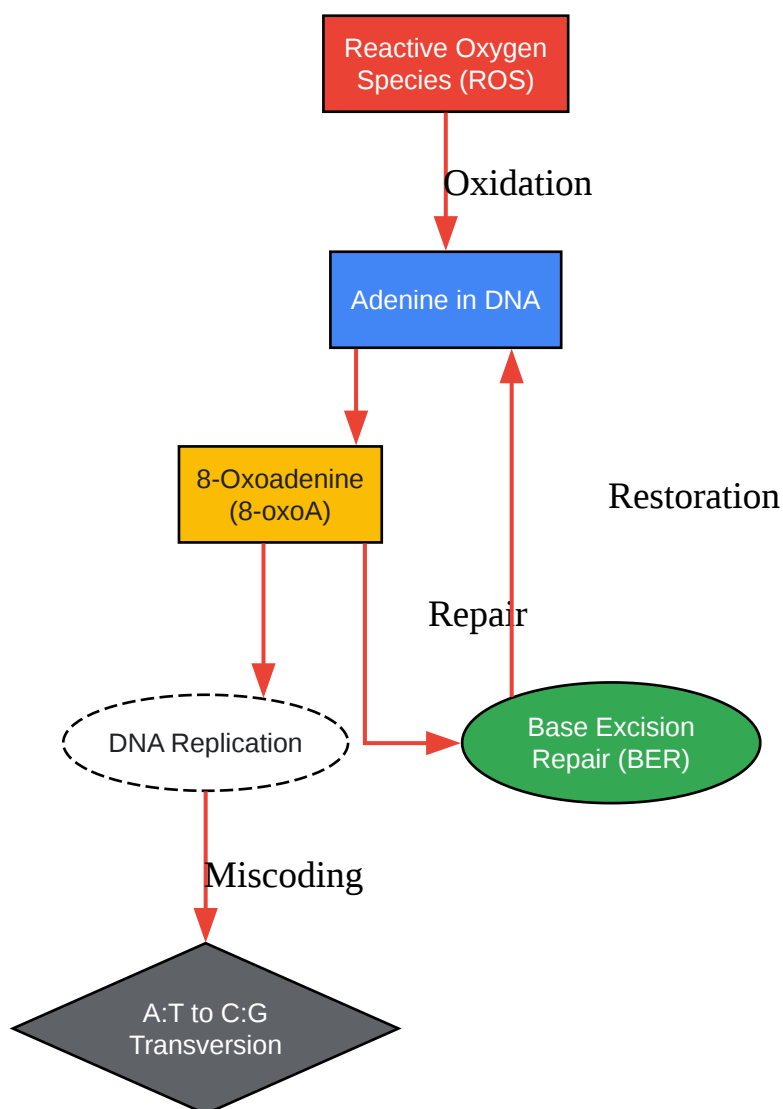 Reactive Oxygen
Species (ROS)
Oxidation
Adenine in DNA
8-Oxoadenine
(8-oxoA)
Restoration
Repair
DNA Replication
Base Excision
Repair (BER)
Miscoding
A:T to C:G
Transversion